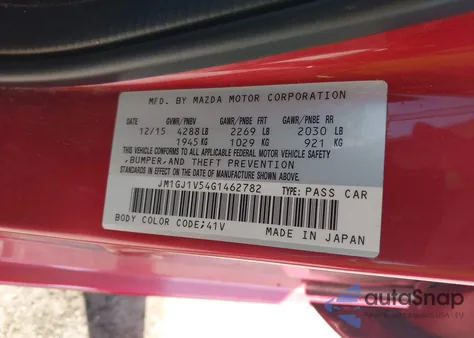 MFD. BY MAZDA MOTOR CORPORATION
DATE GVWR/PNBV GAWR/PNBE FRT GAWR/PNBE RR
12/15 4288 LB 2269 LB 2030 LB
1945 KG 1029 KG 921 KG
THIS VEHICLE CONFORMS TO ALL APPLICABLE FEDERAL MOTOR VEHICLE SAFETY,
BUMPER,AND THEFT PREVENTION
STANDARDS IN EFFECT ON THE DATE OF MANUFACTURE SHOWN ABOVE.
JM1GJ1V54G1462782 TYPE: PASS CAR
BODY COLOR CODE:41V MADE IN JAPAN
autoSnap